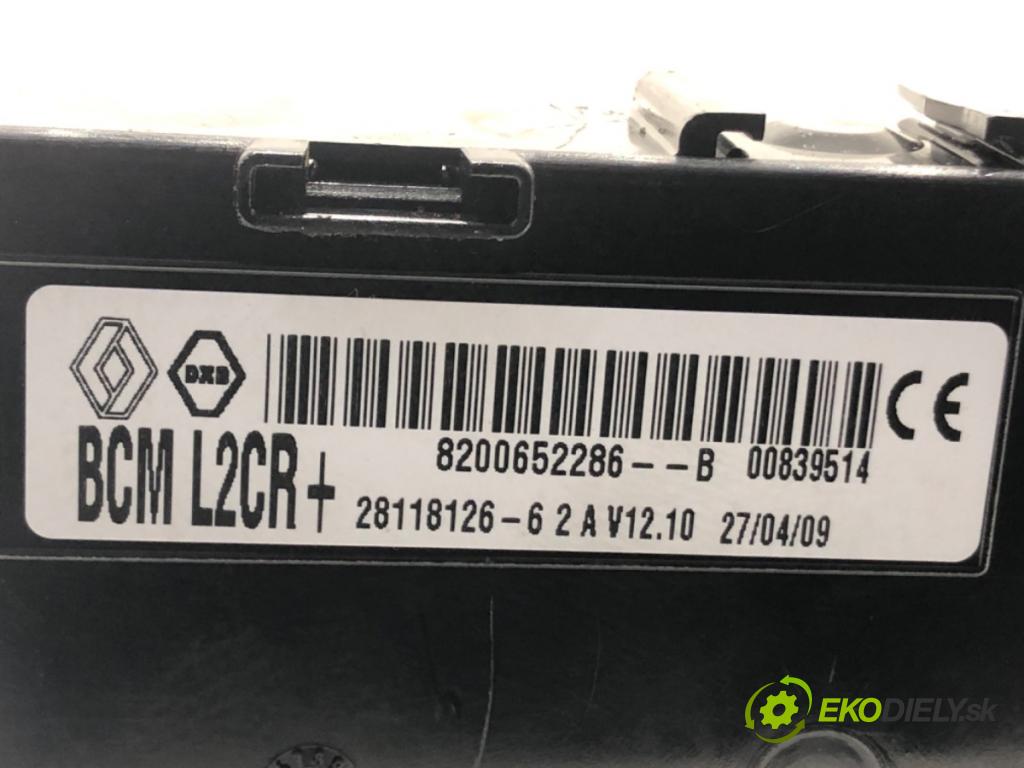 DXB
8200652286--B 00839514 CE
BCM L2CR+ 28118126-6 2 A V12.10 27/04/09
EKODIELY.sk